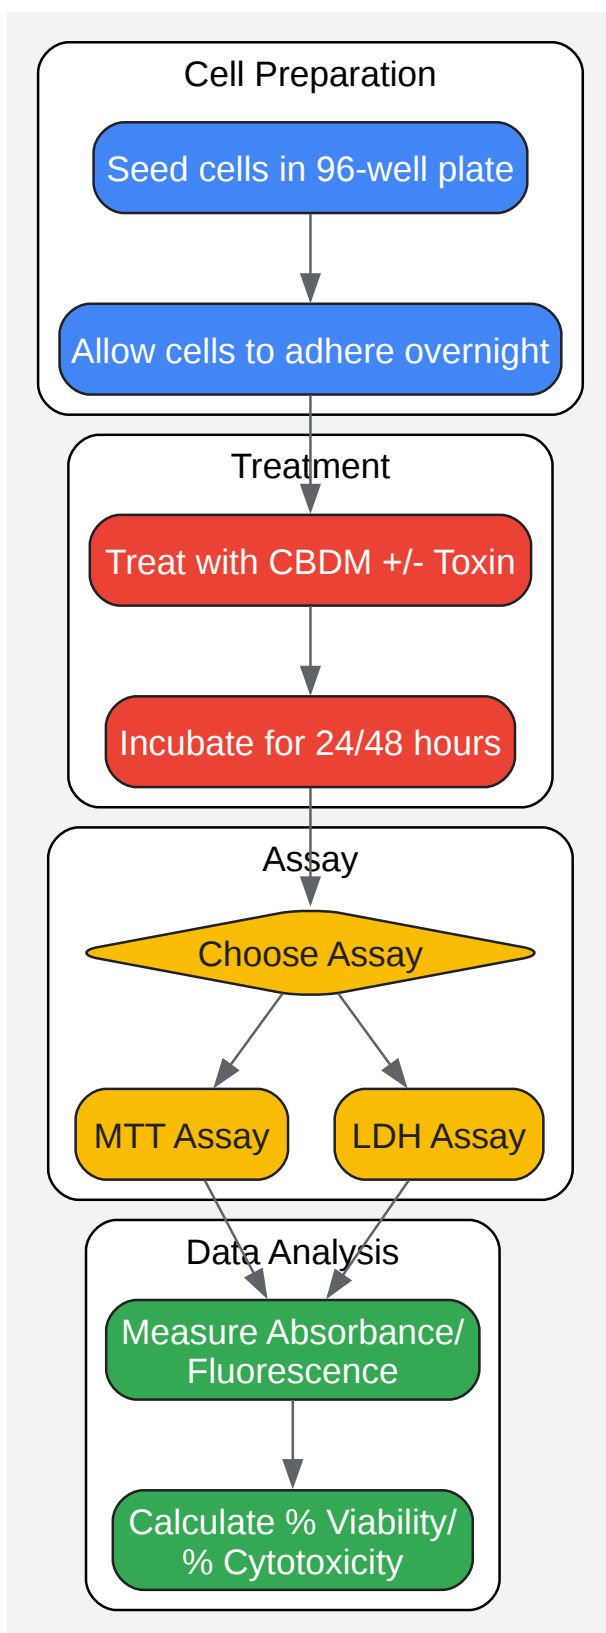 Cell Preparation
Seed cells in 96-well plate
Allow cells to adhere overnight
Treatment
Treat with CBDM +/- Toxin
Incubate for 24/48 hours
Assay
Choose Assay
MTT Assay
LDH Assay
Data Analysis
Measure Absorbance/
Fluorescence
Calculate % Viability/
% Cytotoxicity